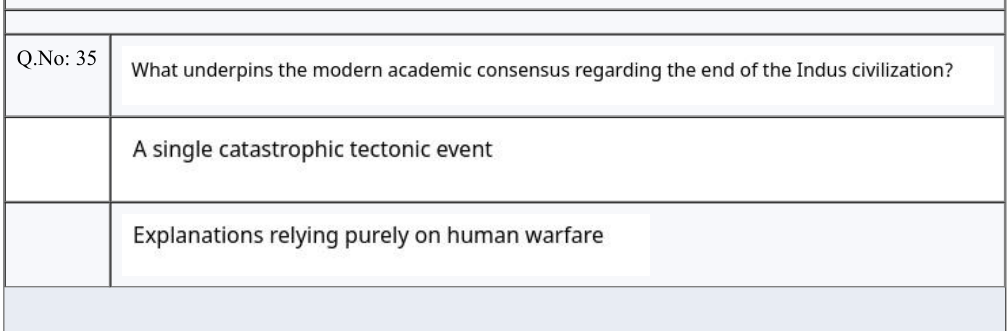 Q.No: 35
What underpins the modern academic consensus regarding the end of the Indus civilization?
A single catastrophic tectonic event
Explanations relying purely on human warfare